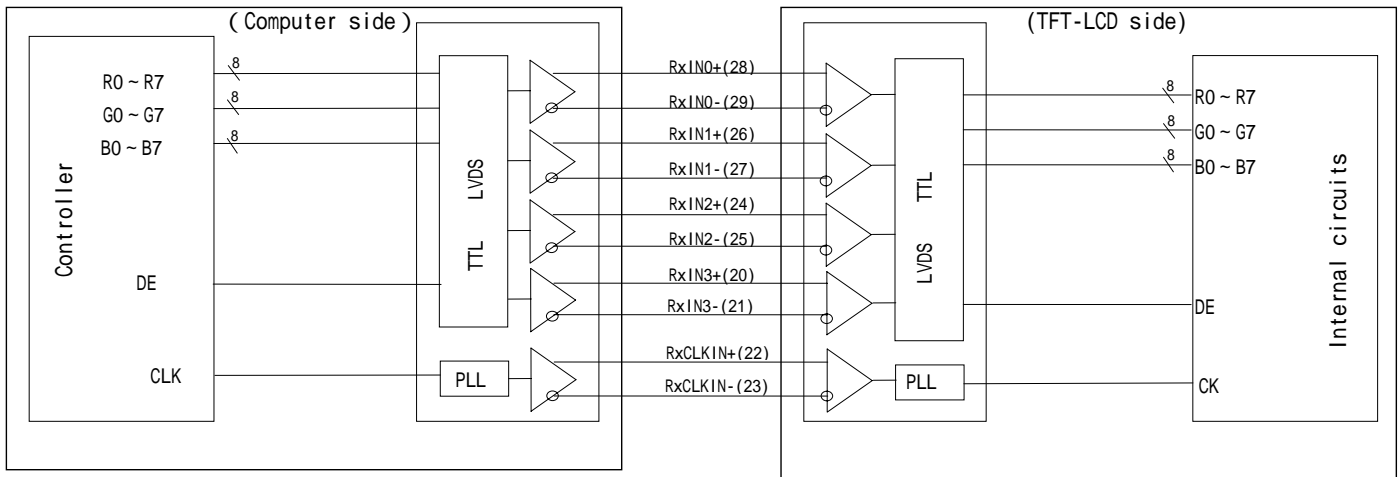 (Computer side)
Controller
R0~R7
G0~G7
B0~B7
DE
CLK
8
8
8
TTL LVDS
PLL
RxIN0+(28)
RxIN0-(29)
RxIN1+(26)
RxIN1-(27)
RxIN2+(24)
RxIN2-(25)
RxIN3+(20)
RxIN3-(21)
RxCLKIN+(22)
RxCLKIN-(23)
(TFT-LCD side)
LVDS TTL
PLL
8
8
8
R0~R7
G0~G7
B0~B7
DE
CK
Internal circuits